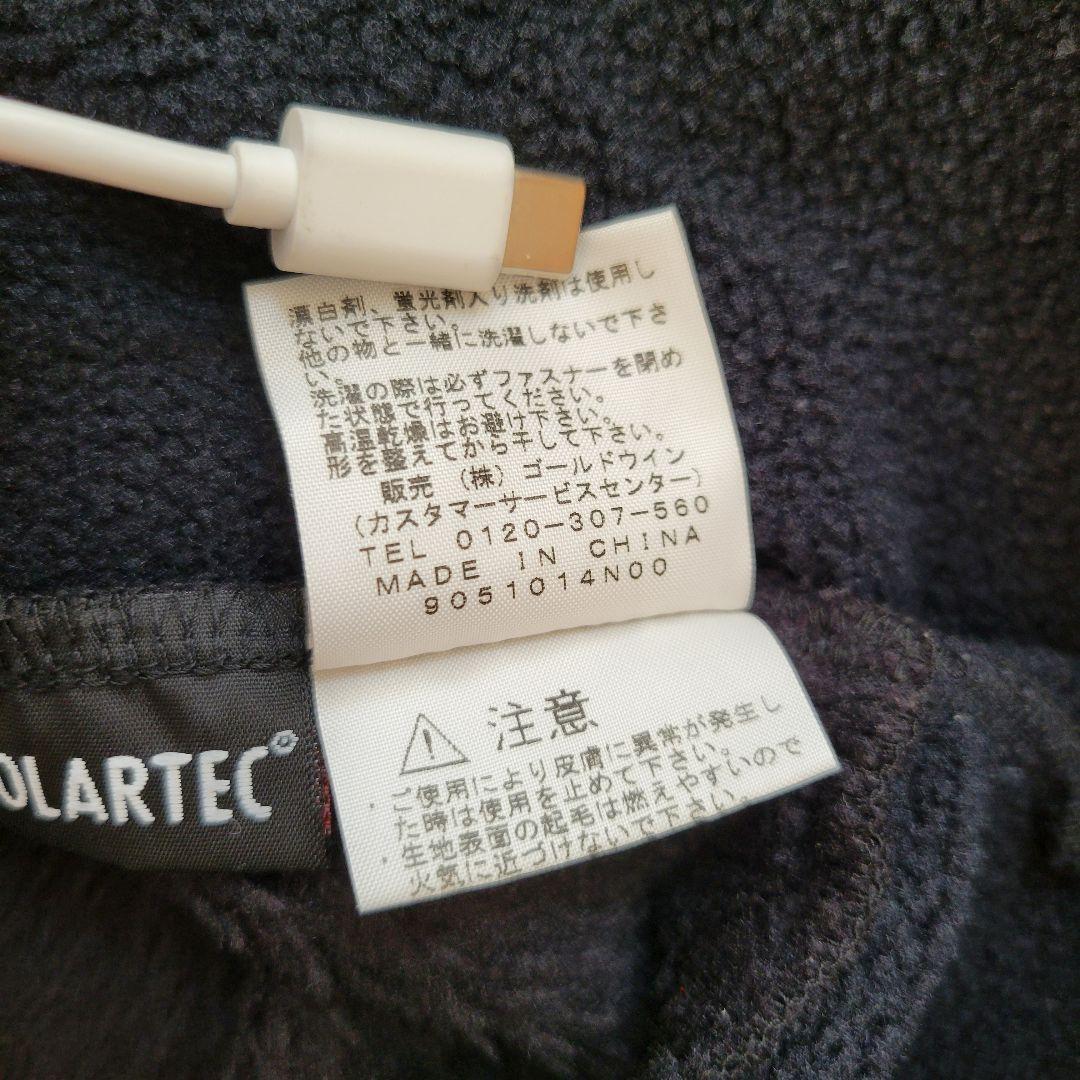 漂白剤、蛍光剤入り洗剤は使用し
ないで下さい。
他の物と一緒に洗濯しないで下さ
い。
洗濯の際は必ずファスナーを閉め
た状態で行ってください。
高温乾燥はお避け下さい。
形を整えてから干して下さい。
販売 (株) ゴールドウイン
(カスタマーサービスセンター)
TEL 0120-307-560
MADE IN CHINA
9051014N00
OLARTEC®
注意
・ご使用により皮膚に異常が発生し
た時は使用を止めて下さい。
・生地表面の起毛は燃えやすいので
火気に近づけないで下さい。